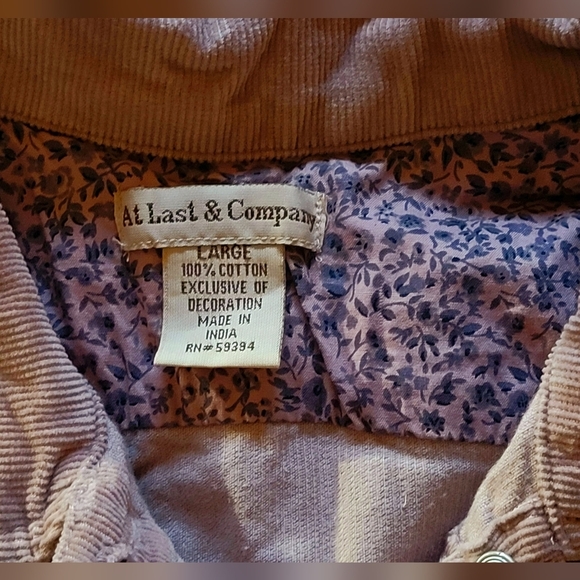 At Last & Company
LARGE
100% COTTON
EXCLUSIVE OF
DECORATION
MADE IN
INDIA
RN# 59394